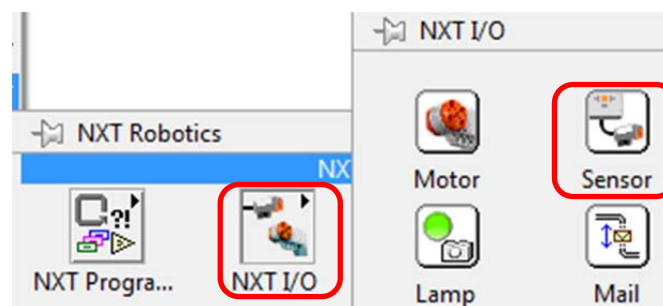 NXT I/O
NXT Robotics
NX
Motor
Sensor
NXT Progra...
NXT I/O
Lamp
Mail